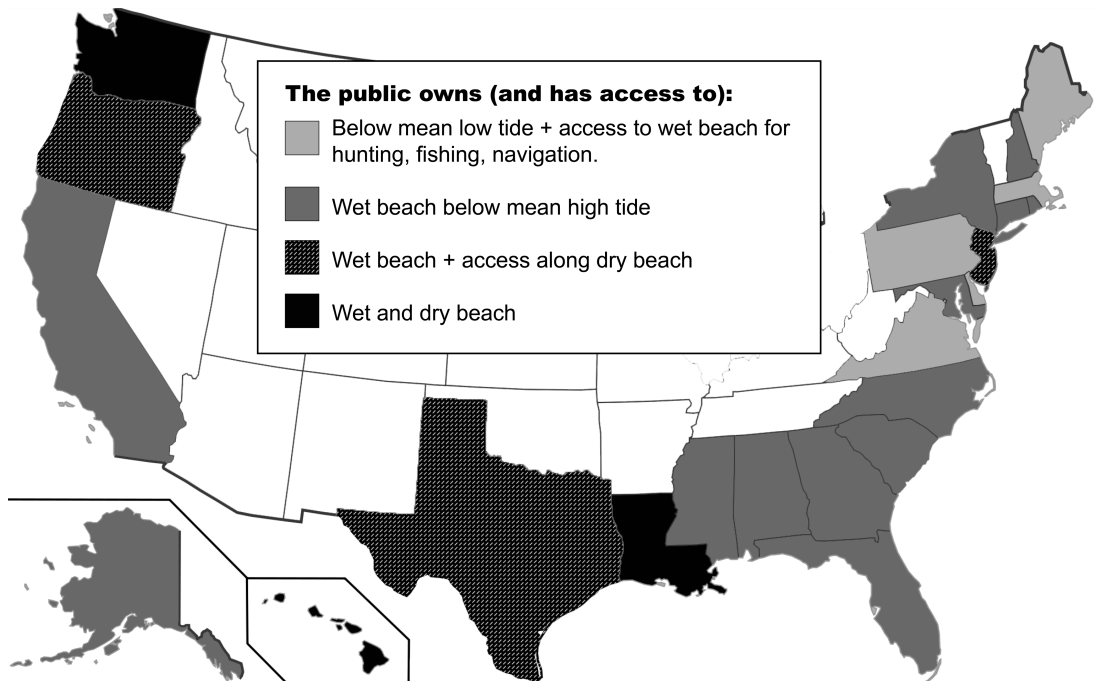 The public owns (and has access to):
Below mean low tide + access to wet beach for
hunting, fishing, navigation.
Wet beach below mean high tide
Wet beach + access along dry beach
Wet and dry beach